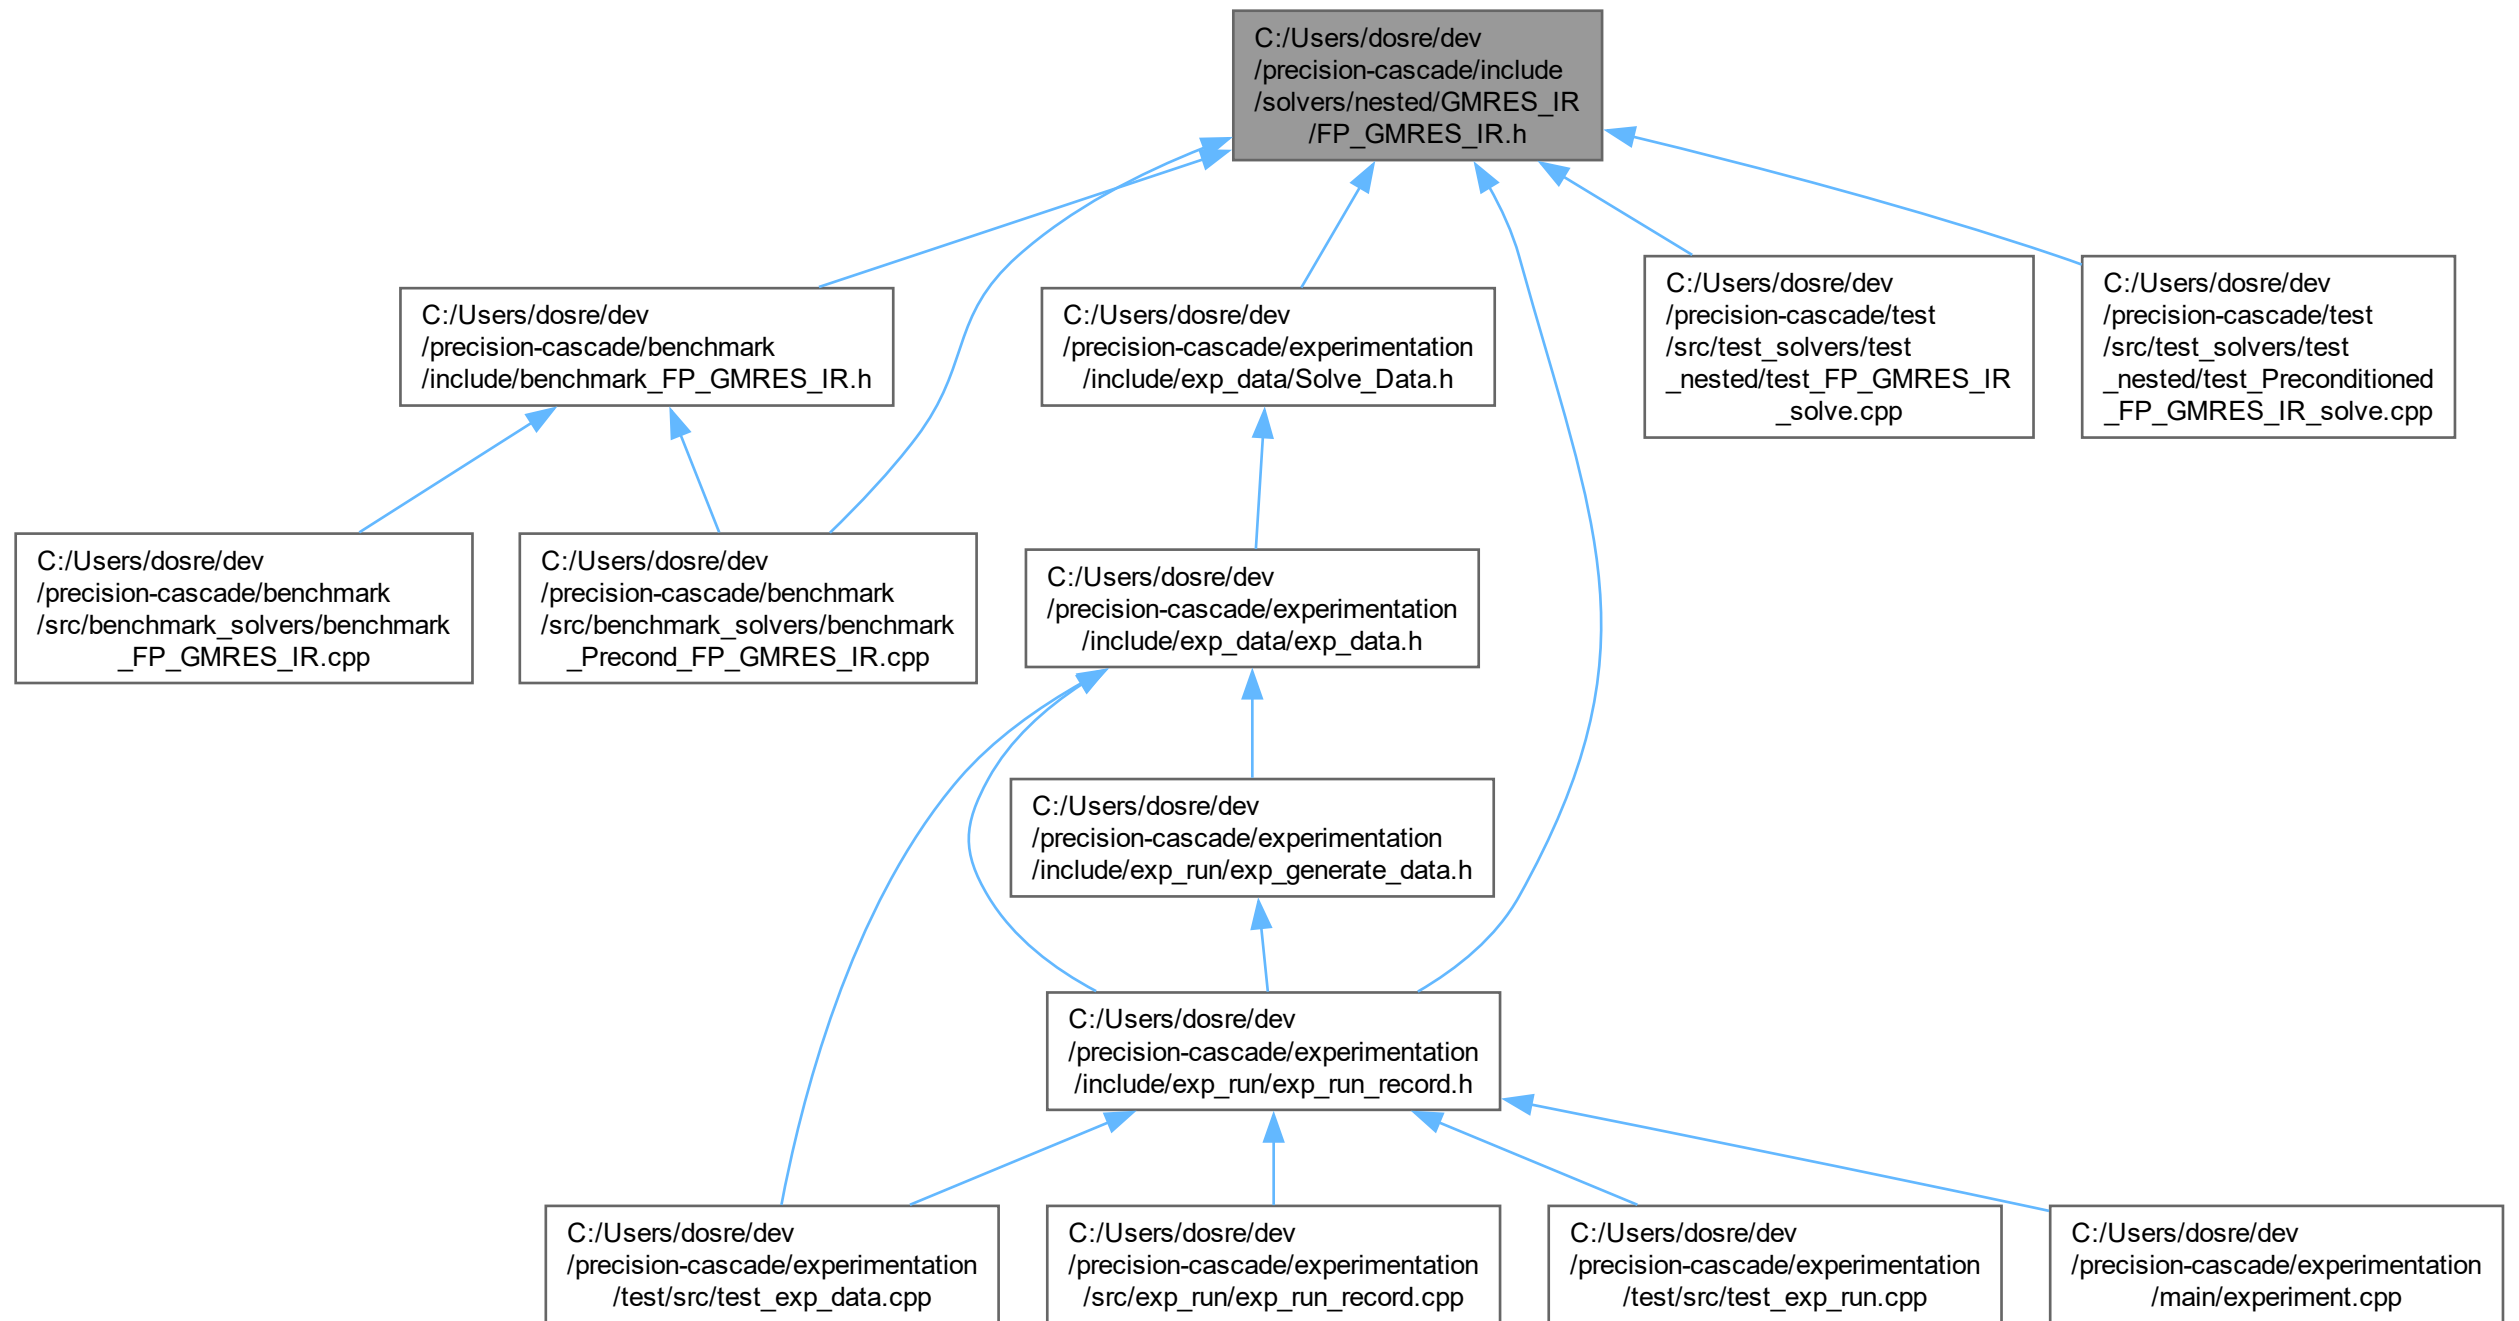 C:/Users/dosre/dev
/precision-cascade/include
/solvers/nested/GMRES_IR
/FP_GMRES_IR.h
C:/Users/dosre/dev
/precision-cascade/benchmark
/include/benchmark_FP_GMRES_IR.h
C:/Users/dosre/dev
/precision-cascade/experimentation
/include/exp_data/Solve_Data.h
C:/Users/dosre/dev
/precision-cascade/test
/src/test_solvers/test
_nested/test_FP_GMRES_IR
_solve.cpp
C:/Users/dosre/dev
/precision-cascade/test
/src/test_solvers/test
_nested/test_Preconditioned
_FP_GMRES_IR_solve.cpp
C:/Users/dosre/dev
/precision-cascade/benchmark
/src/benchmark_solvers/benchmark
_FP_GMRES_IR.cpp
C:/Users/dosre/dev
/precision-cascade/benchmark
/src/benchmark_solvers/benchmark
_Precond_FP_GMRES_IR.cpp
C:/Users/dosre/dev
/precision-cascade/experimentation
/include/exp_data/exp_data.h
C:/Users/dosre/dev
/precision-cascade/experimentation
/include/exp_run/exp_generate_data.h
C:/Users/dosre/dev
/precision-cascade/experimentation
/include/exp_run/exp_run_record.h
C:/Users/dosre/dev
/precision-cascade/experimentation
/test/src/test_exp_data.cpp
C:/Users/dosre/dev
/precision-cascade/experimentation
/src/exp_run/exp_run_record.cpp
C:/Users/dosre/dev
/precision-cascade/experimentation
/test/src/test_exp_run.cpp
C:/Users/dosre/dev
/precision-cascade/experimentation
/main/experiment.cpp